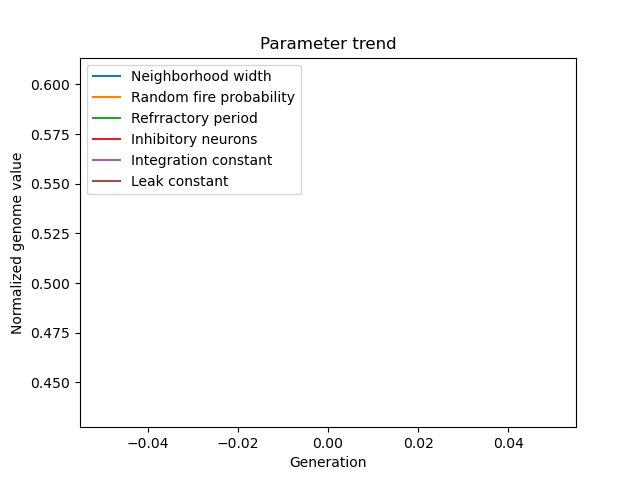 Parameter trend
Neighborhood width
Random fire probability
Refrractory period
Inhibitory neurons
Integration constant
Leak constant
Normalized genome value
0.600
0.575
0.550
0.525
0.500
0.475
0.450
−0.04
−0.02
0.00
0.02
0.04
Generation